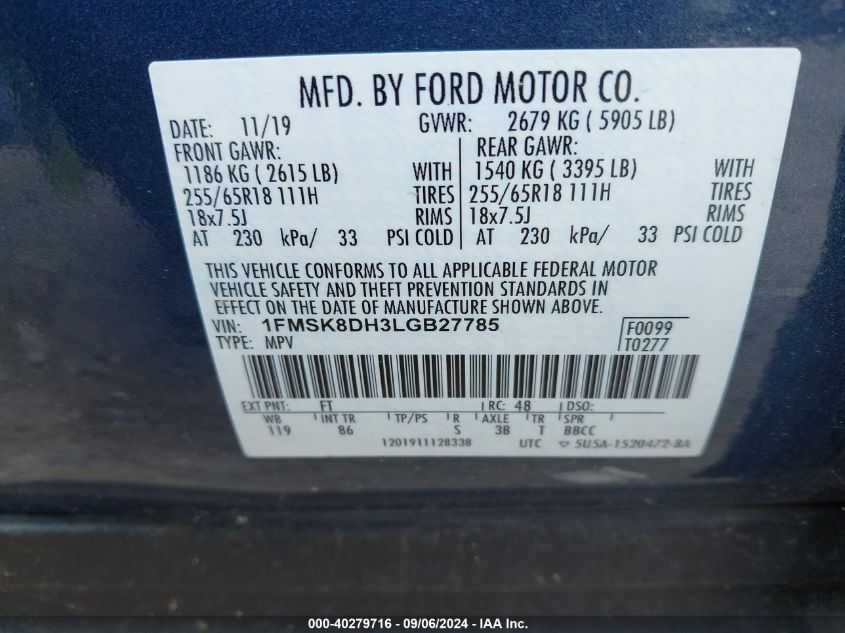 MFD. BY FORD MOTOR CO.
DATE: 11/19 GVWR: 2679 KG ( 5905 LB)
FRONT GAWR: REAR GAWR:
1186 KG ( 2615 LB) WITH 1540 KG ( 3395 LB) WITH
255/65R18 111H TIRES 255/65R18 111H TIRES
18x7.5J RIMS 18x7.5J RIMS
AT 230 kPa/ 33 PSI COLD AT 230 kPa/ 33 PSI COLD
THIS VEHICLE CONFORMS TO ALL APPLICABLE FEDERAL MOTOR
VEHICLE SAFETY AND THEFT PREVENTION STANDARDS IN
EFFECT ON THE DATE OF MANUFACTURE SHOWN ABOVE.
VIN: 1FMSK8DH3LGB27785 F0099
TYPE: MPV T0277
EXT PNT: FT RC: 48 DSO:
WB INT TR TP/PS R AXLE TR SPR
119 86 S 3B T BBCC
1201911128338 UTC 5U5A-1520472-BA
000-40279716 - 09/06/2024 - IAA Inc.